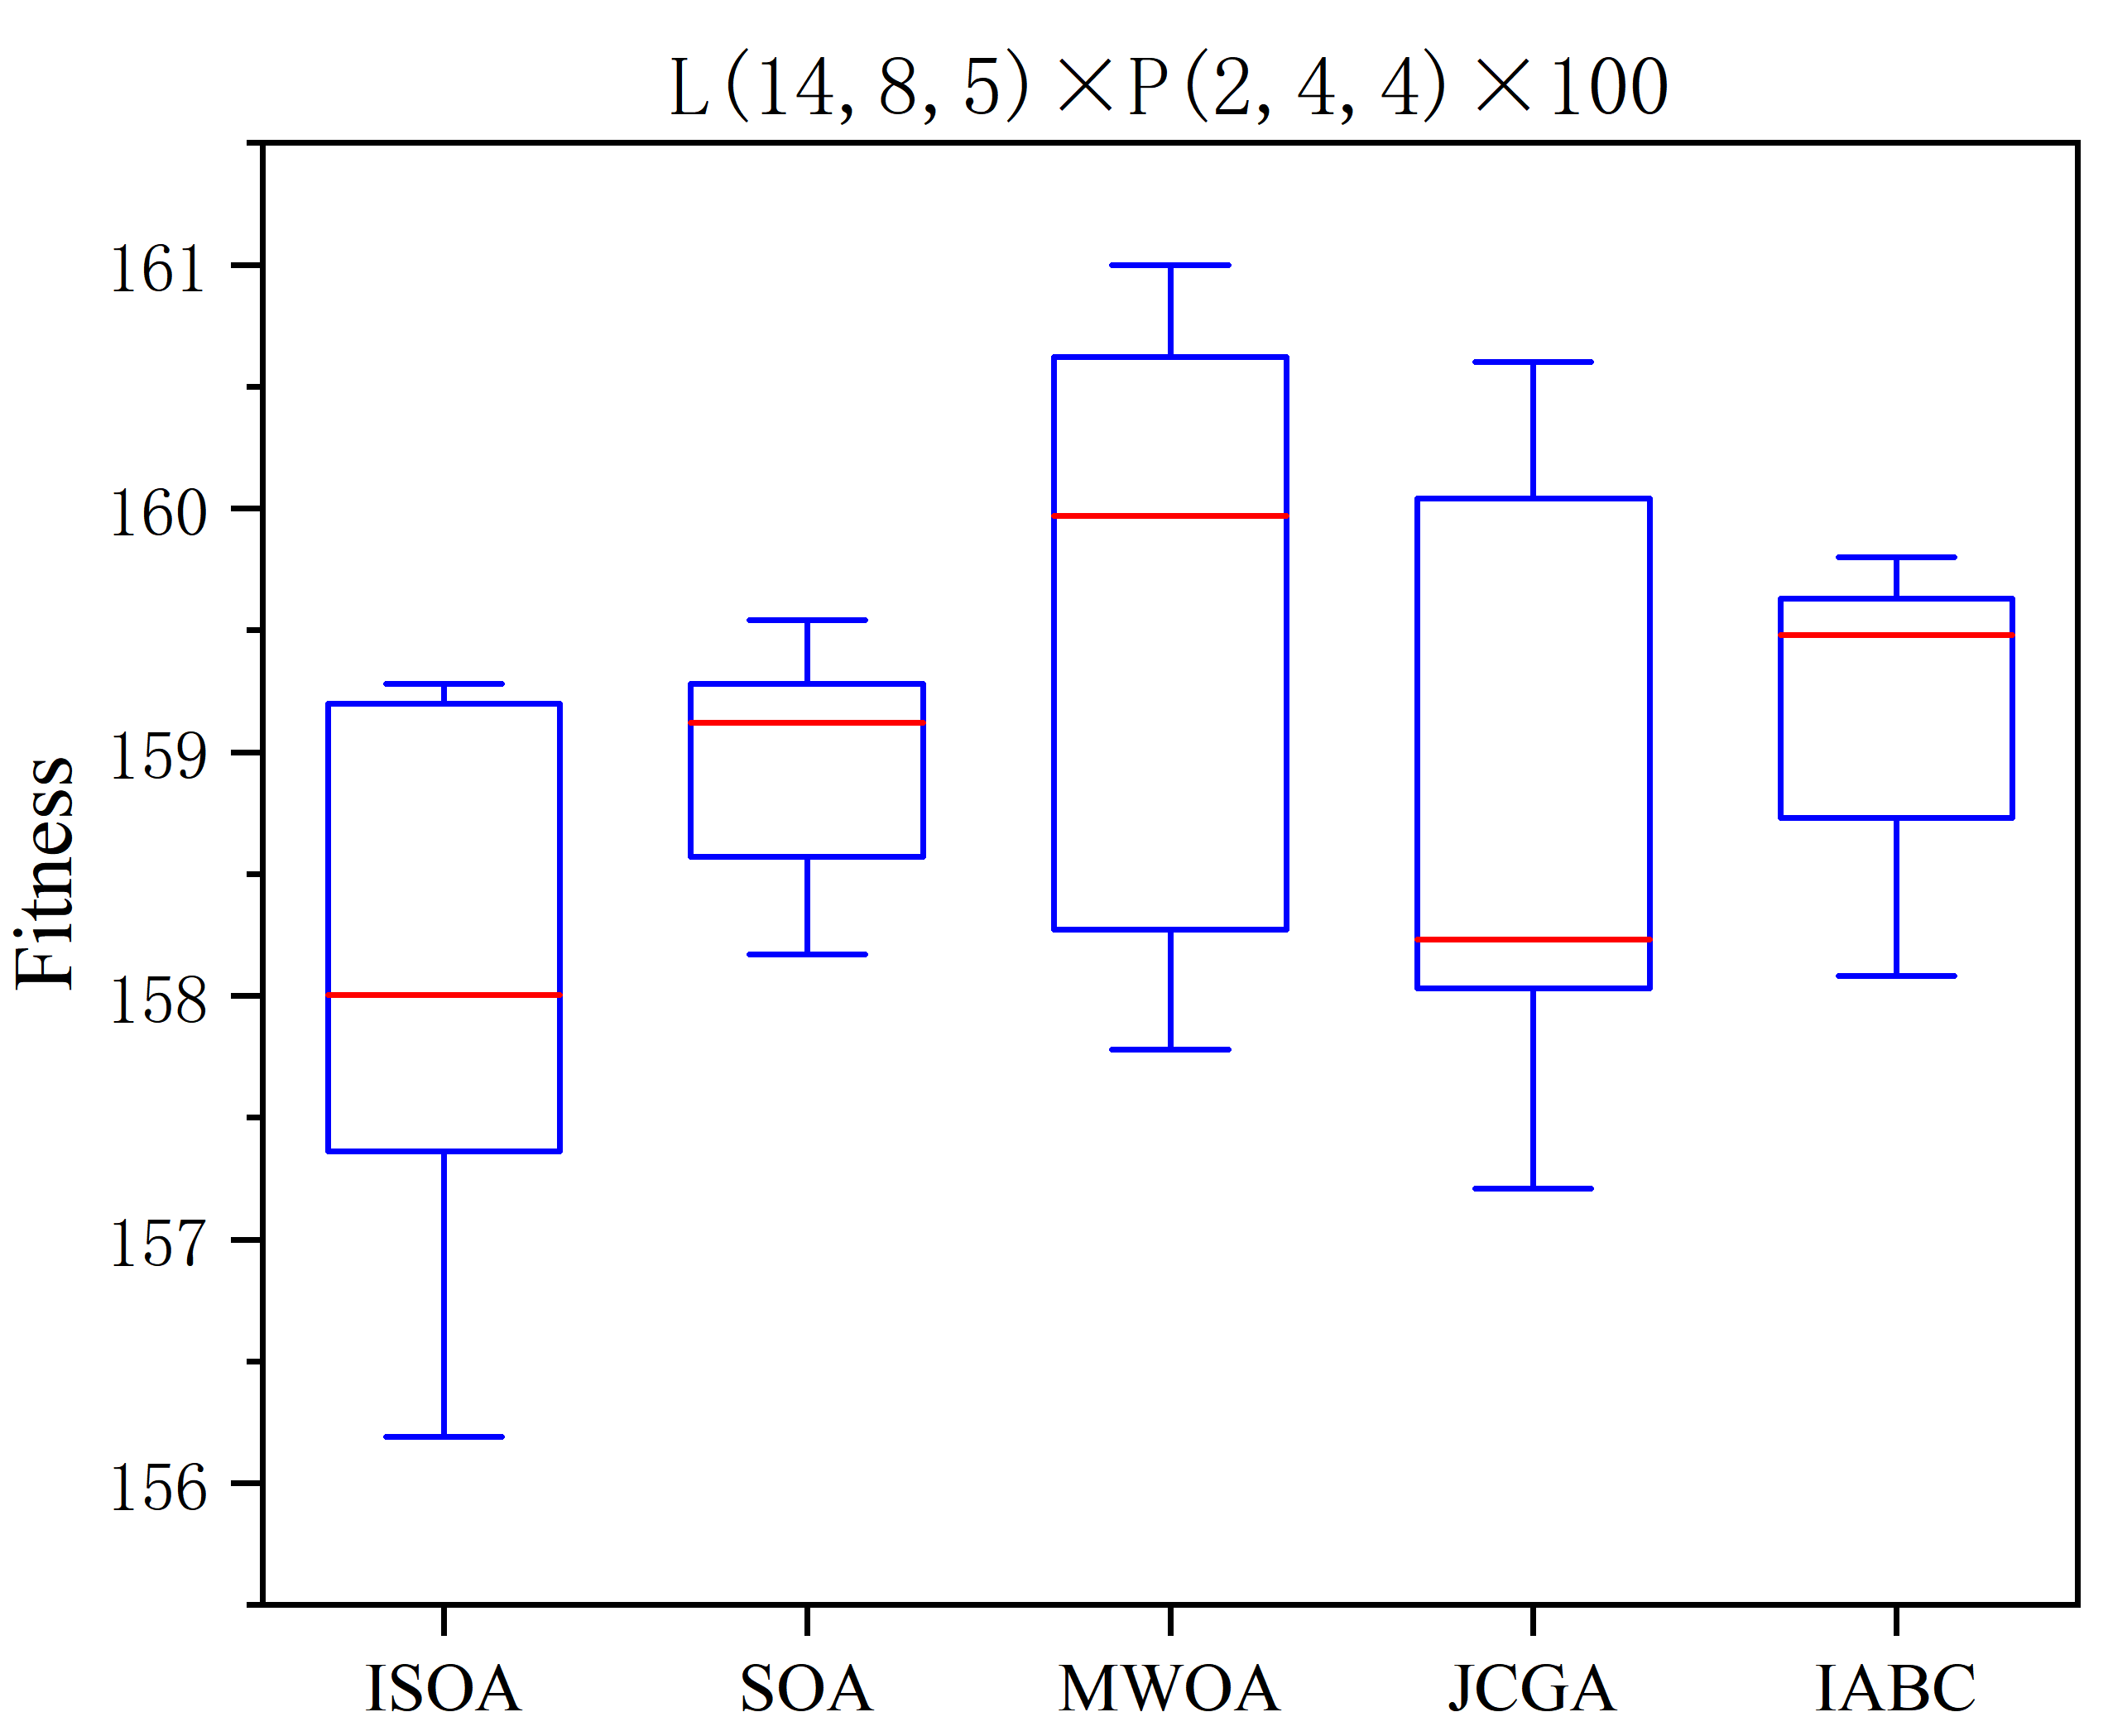 L(14,8,5)×P(2,4,4)×100
161
160
159
158
157
156
Fitness
ISOA SOA MWOA JCGA IABC